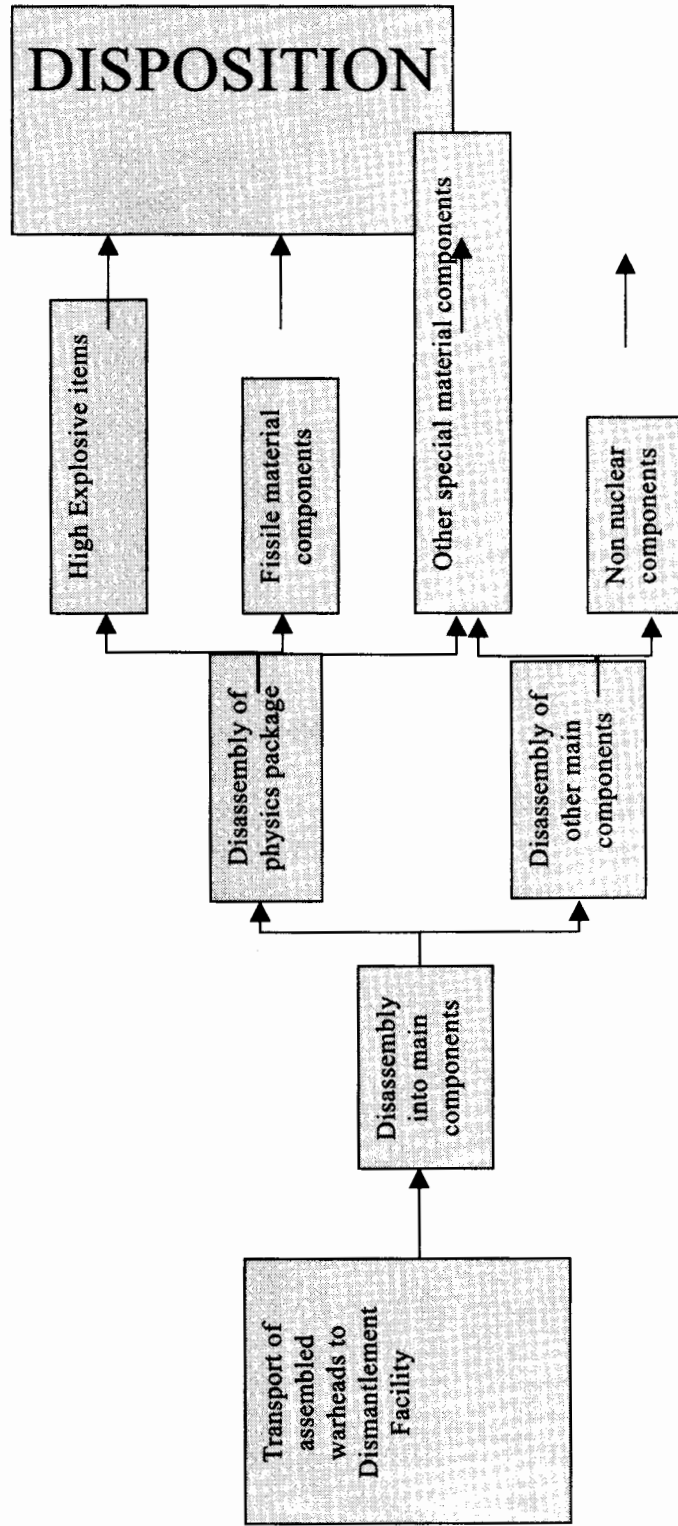 Transport of
assembled
warheads to
Dismantlement
Facility
Disassembly
into main
components
Disassembly of
physics package
Disassembly of
other main
components
High Explosive items
Fissile material
components
Other special material components
Non nuclear
components
DISPOSITION